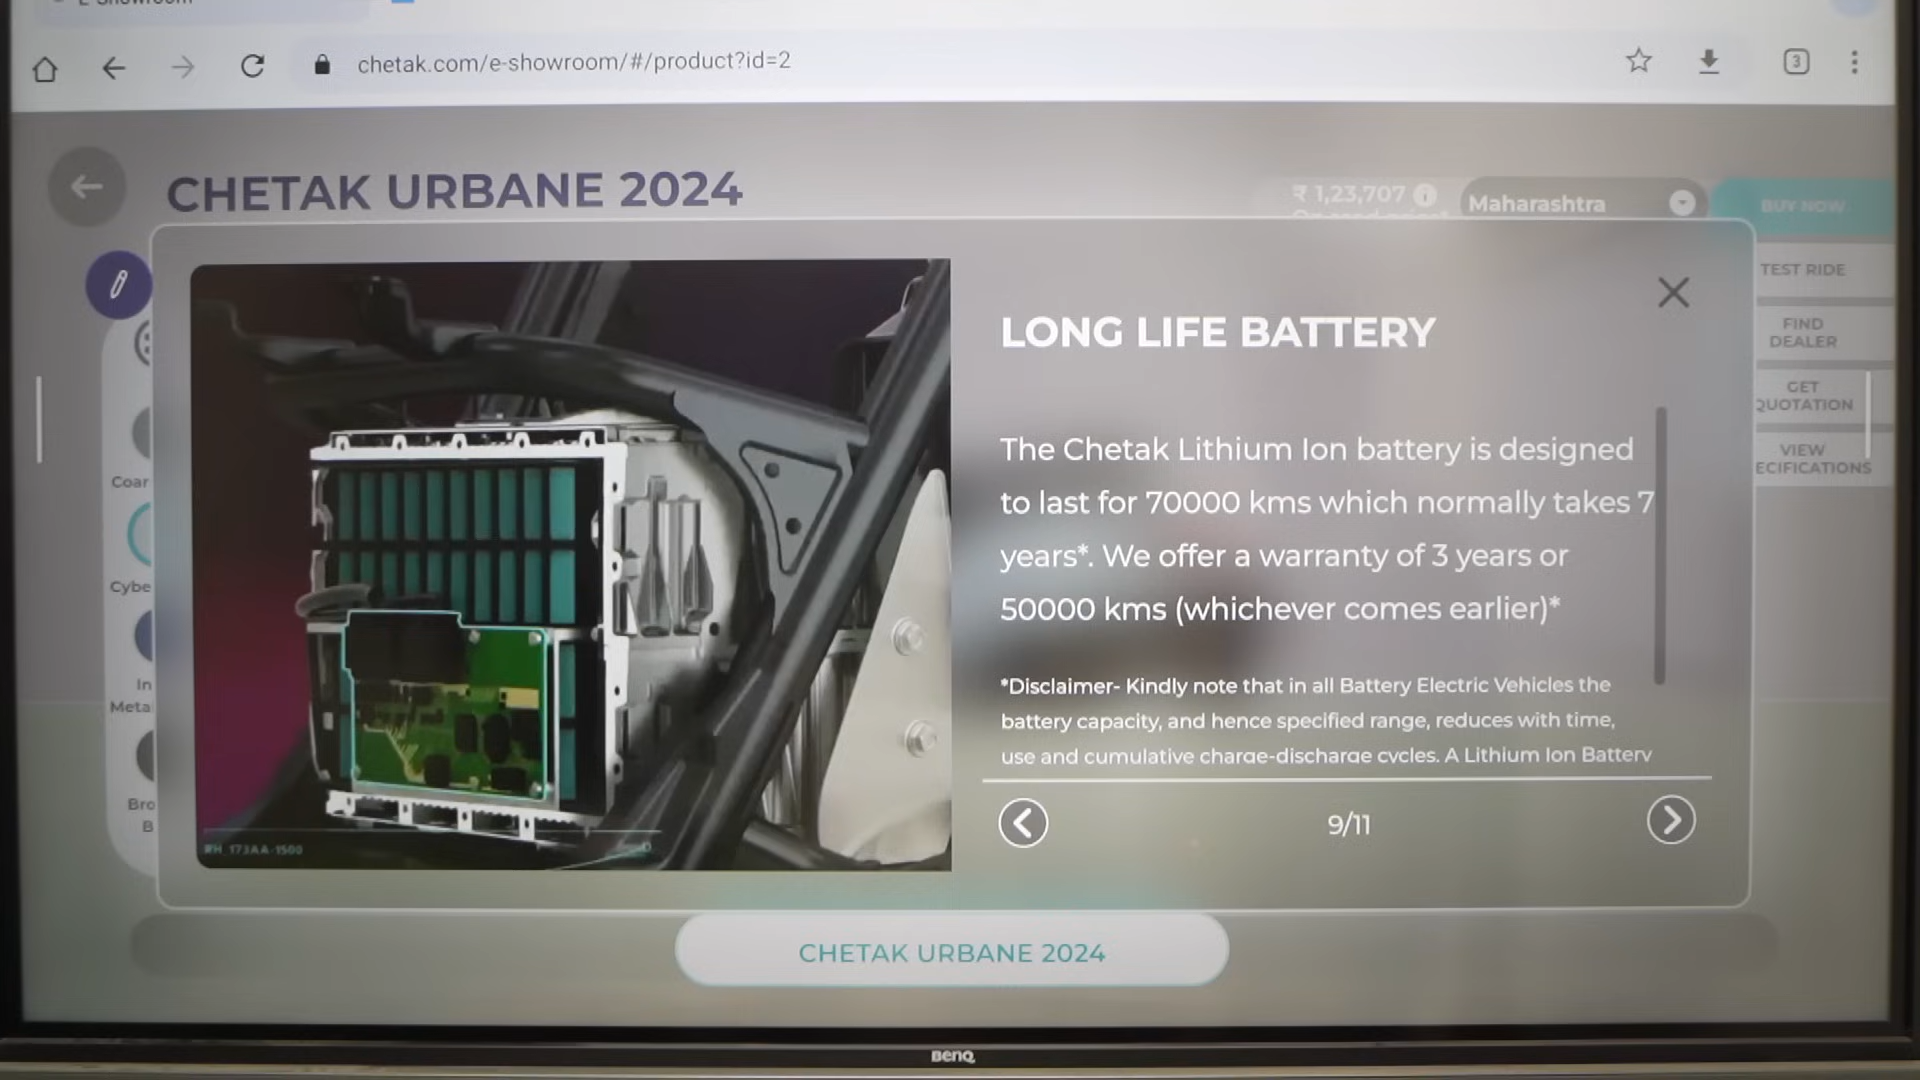 chetak.com/e-showroom/#/product?id=2
3
CHETAK URBANE 2024
₹ 1,23,707
Maharashtra
BUY NOW
TEST RIDE
FIND
DEALER
GET
QUOTATION
VIEW
ECIFICATIONS
Coar
Cybe
In
Meta
Bro
B
RH_173AA-1500
LONG LIFE BATTERY
The Chetak Lithium Ion battery is designed
to last for 70000 kms which normally takes 7
years*. We offer a warranty of 3 years or
50000 kms (whichever comes earlier)*
*Disclaimer- Kindly note that in all Battery Electric Vehicles the
battery capacity, and hence specified range, reduces with time,
use and cumulative charge-discharge cycles. A Lithium Ion Battery
9/11
CHETAK URBANE 2024
BenQ